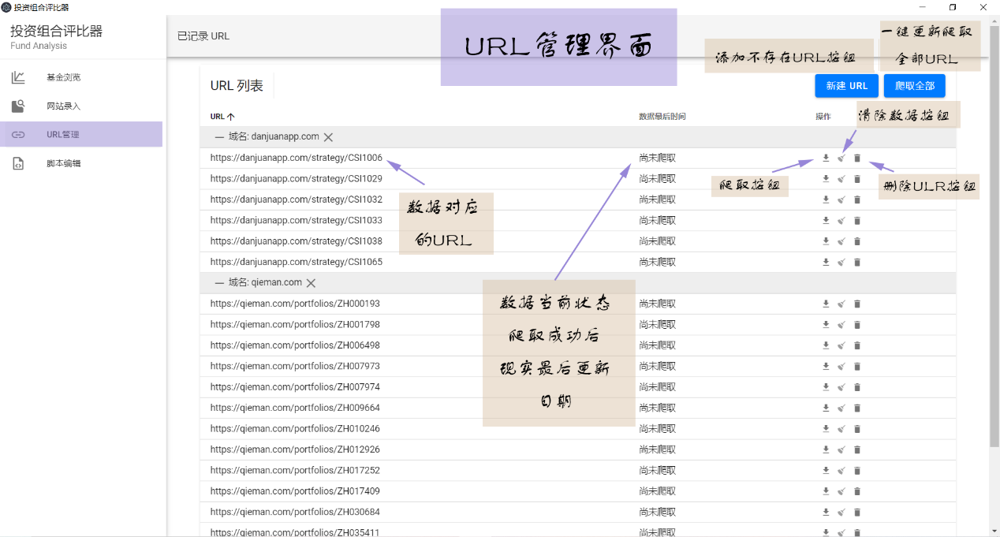 投资组合评比器
投资组合评比器
Fund Analysis
基金浏览
网站录入
URL管理
脚本编辑
已记录 URL
URL管理界面
添加不存在URL按钮
一键更新爬取
全部URL
URL 列表
新建 URL
爬取全部
URL
数据最后时间
操作
清除数据按钮
域名: danjuanapp.com
https://danjuanapp.com/strategy/CSI1006 尚未爬取
https://danjuanapp.com/strategy/CSI1029 尚未爬取
爬取按钮
删除ULR按钮
https://danjuanapp.com/strategy/CSI1032 尚未爬取
数据对应
的URL
https://danjuanapp.com/strategy/CSI1033 尚未爬取
https://danjuanapp.com/strategy/CSI1038 尚未爬取
https://danjuanapp.com/strategy/CSI1065 尚未爬取
域名: qieman.com
数据当前状态
爬取成功后
现实最后更新
日期
https://qieman.com/portfolios/ZH000193 尚未爬取
https://qieman.com/portfolios/ZH001798 尚未爬取
https://qieman.com/portfolios/ZH006498 尚未爬取
https://qieman.com/portfolios/ZH007973 尚未爬取
https://qieman.com/portfolios/ZH007974 尚未爬取
https://qieman.com/portfolios/ZH009664 尚未爬取
https://qieman.com/portfolios/ZH010246 尚未爬取
https://qieman.com/portfolios/ZH012926 尚未爬取
https://qieman.com/portfolios/ZH017252 尚未爬取
https://qieman.com/portfolios/ZH017409 尚未爬取
https://qieman.com/portfolios/ZH030684 尚未爬取
https://qieman.com/portfolios/ZH035411 尚未爬取